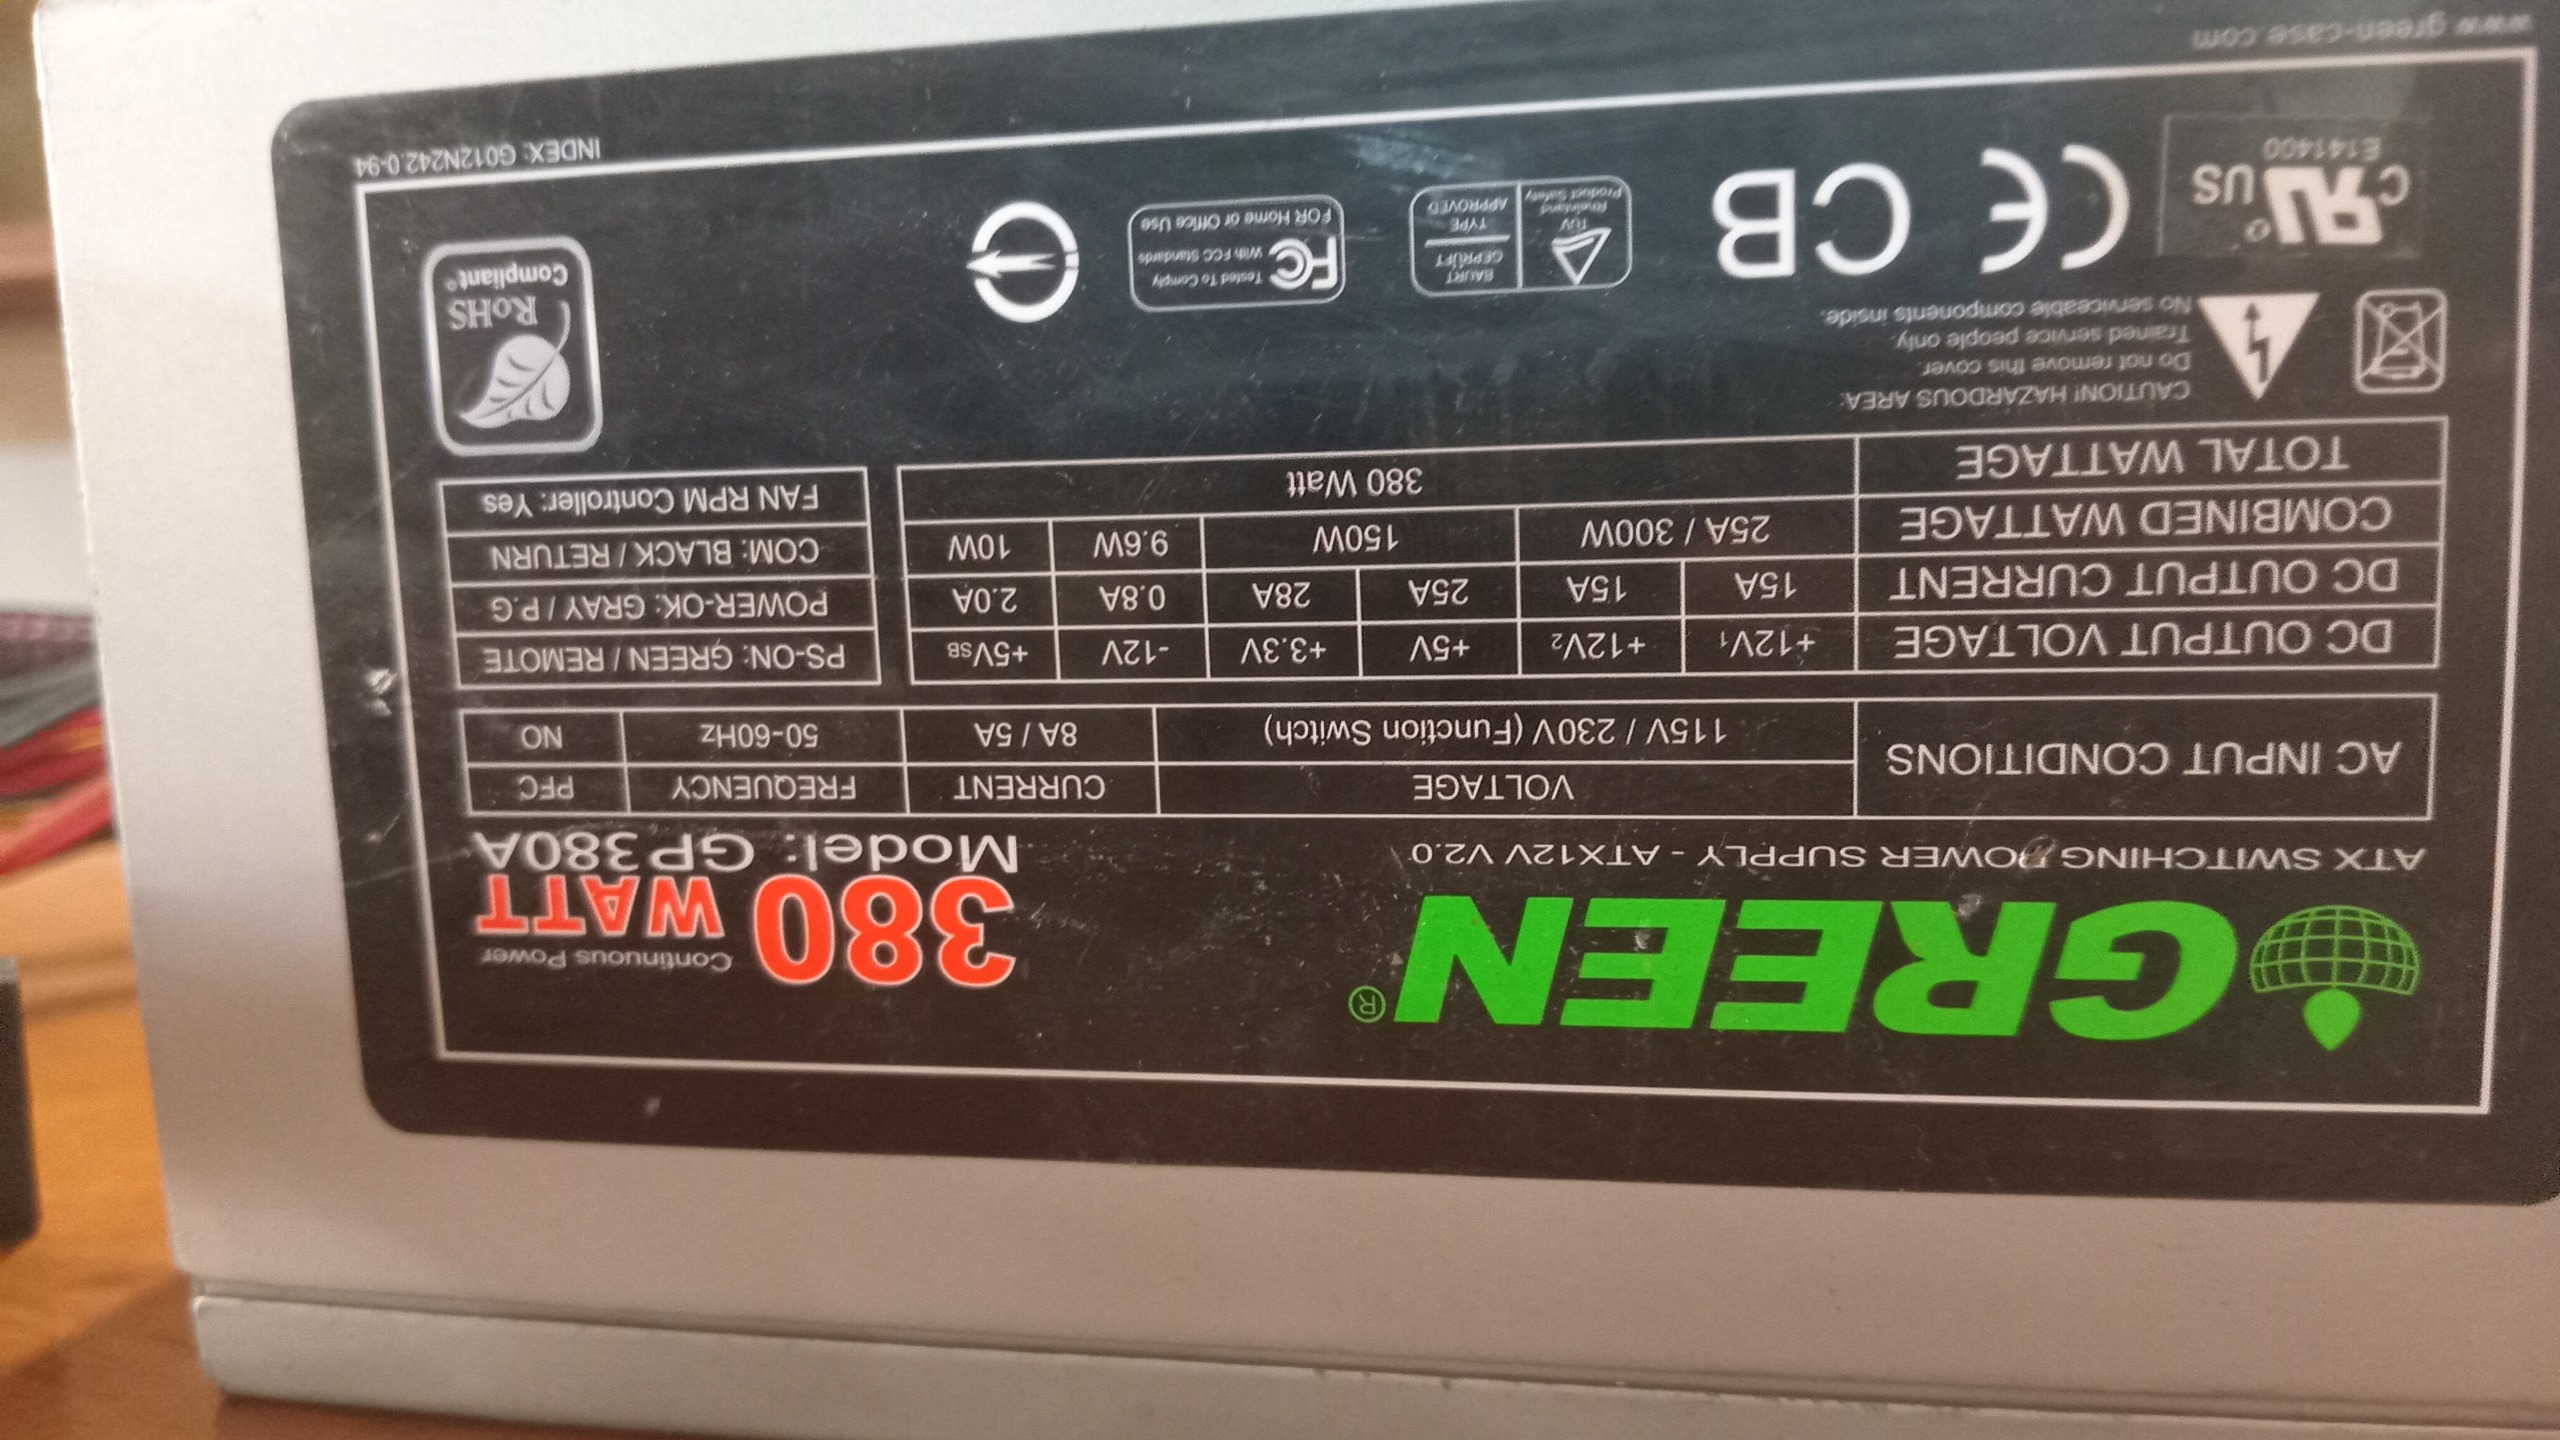 GREEN®
Continuous Power
380 WATT
ATX SWITCHING POWER SUPPLY - ATX12V V2.0
Model: GP380A
AC INPUT CONDITIONS
VOLTAGE CURRENT FREQUENCY PFC
115V / 230V (Function Switch) 8A / 5A 50-60Hz NO
DC OUTPUT VOLTAGE +12V1 +12V2 +5V +3.3V -12V +5VSB
DC OUTPUT CURRENT 15A 15A 25A 28A 0.8A 2.0A
COMBINED WATTAGE 25A / 300W 150W 9.6W 10W
TOTAL WATTAGE 380 Watt
PS-ON: GREEN / REMOTE
POWER-OK: GRAY / P.G
COM: BLACK / RETURN
FAN RPM Controller: Yes
CAUTION! HAZARDOUS AREA:
Do not remove this cover.
Trained service people only.
No serviceable components inside.
C RU US
E141400
CE
CB
TUV
Rheinland
Product Safety
BAURT
GEPRÜFT
TYPE
APPROVED
FC
Tested To Comply
With FCC Standards
FOR Home or Office Use
RoHS
Compliant
www.green-case.com
INDEX: G012N242.0-94